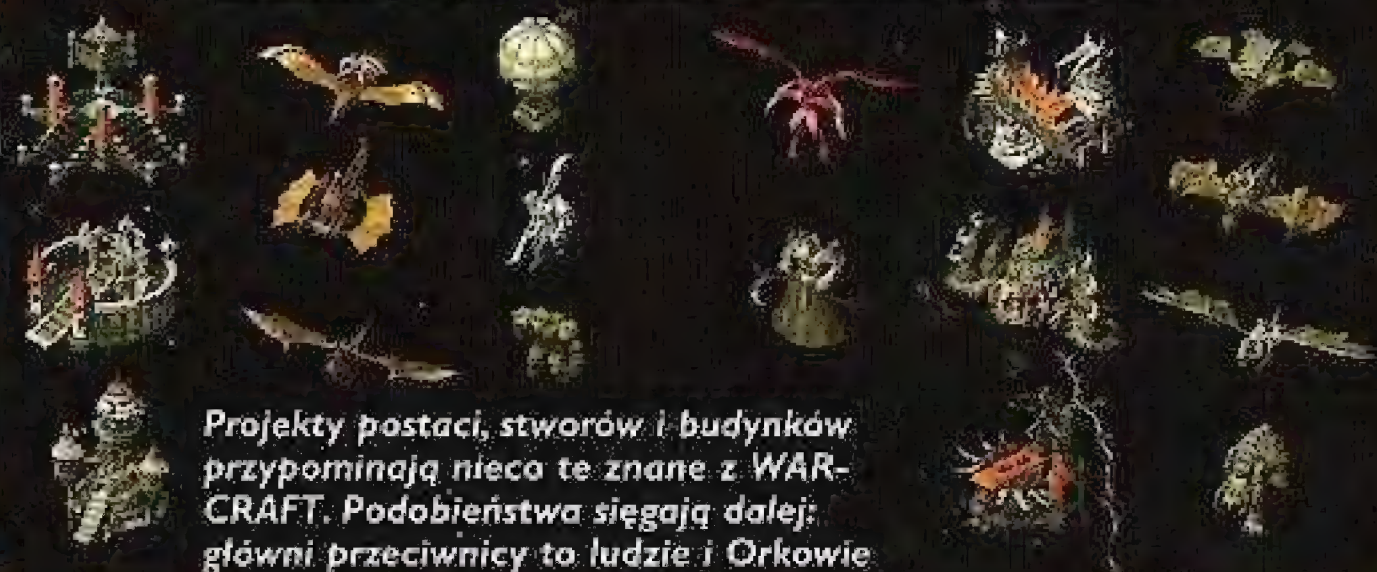 Projekty postaci, stworów i budynków
przypominają nieco te znane z WAR-
CRAFT. Podobieństwa sięgają dalej:
główni przeciwnicy to ludzie i Orkowie